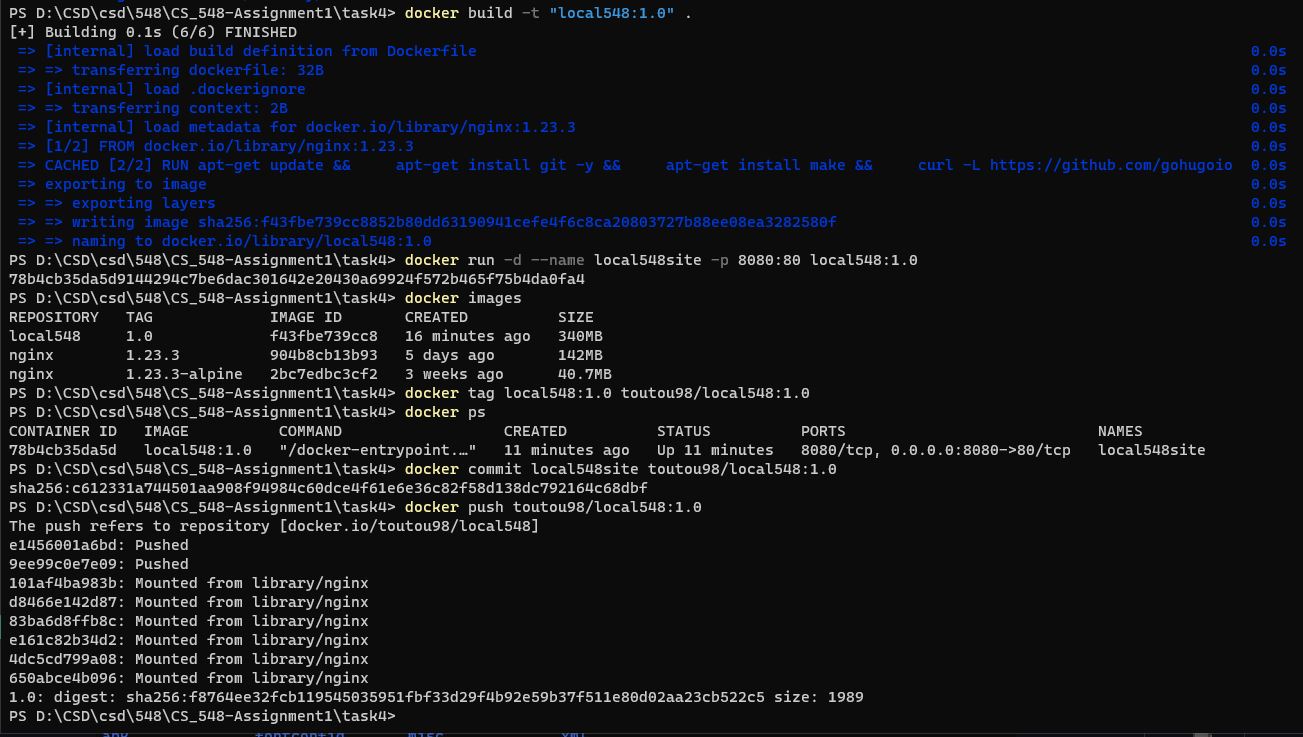 PS D:\CSD\csd\548\CS_548-Assignment1\task4> docker build -t "local548:1.0" .
[+] Building 0.1s (6/6) FINISHED
=> [internal] load build definition from Dockerfile 0.0s
=> => transferring dockerfile: 32B 0.0s
=> [internal] load .dockerignore 0.0s
=> => transferring context: 2B 0.0s
=> [internal] load metadata for docker.io/library/nginx:1.23.3 0.0s
=> [1/2] FROM docker.io/library/nginx:1.23.3 0.0s
=> CACHED [2/2] RUN apt-get update &&     apt-get install git -y &&     apt-get install make &&     curl -L https://github.com/gohugoio 0.0s
=> exporting to image 0.0s
=> => exporting layers 0.0s
=> => writing image sha256:f43fbe739cc8852b80dd63190941cefe4f6c8ca20803727b88ee08ea3282580f 0.0s
=> => naming to docker.io/library/local548:1.0 0.0s
PS D:\CSD\csd\548\CS_548-Assignment1\task4> docker run -d --name local548site -p 8080:80 local548:1.0
78b4cb35da5d9144294c7be6dac301642e20430a69924f572b465f75b4da0fa4
PS D:\CSD\csd\548\CS_548-Assignment1\task4> docker images
REPOSITORY   TAG             IMAGE ID       CREATED          SIZE
local548     1.0             f43fbe739cc8   16 minutes ago   340MB
nginx        1.23.3          904b8cb13b93   5 days ago       142MB
nginx        1.23.3-alpine   2bc7edbc3cf2   3 weeks ago      40.7MB
PS D:\CSD\csd\548\CS_548-Assignment1\task4> docker tag local548:1.0 toutou98/local548:1.0
PS D:\CSD\csd\548\CS_548-Assignment1\task4> docker ps
CONTAINER ID   IMAGE          COMMAND                  CREATED          STATUS          PORTS                            NAMES
78b4cb35da5d   local548:1.0   "/docker-entrypoint.…"   11 minutes ago   Up 11 minutes   8080/tcp, 0.0.0.0:8080->80/tcp   local548site
PS D:\CSD\csd\548\CS_548-Assignment1\task4> docker commit local548site toutou98/local548:1.0
sha256:c612331a744501aa908f94984c60dce4f61e6e36c82f58d138dc792164c68dbf
PS D:\CSD\csd\548\CS_548-Assignment1\task4> docker push toutou98/local548:1.0
The push refers to repository [docker.io/toutou98/local548]
e1456001a6bd: Pushed
9ee99c0e7e09: Pushed
101af4ba983b: Mounted from library/nginx
d8466e142d87: Mounted from library/nginx
83ba6d8ffb8c: Mounted from library/nginx
e161c82b34d2: Mounted from library/nginx
4dc5cd799a08: Mounted from library/nginx
650abce4b096: Mounted from library/nginx
1.0: digest: sha256:f8764ee32fcb119545035951fbf33d29f4b92e59b37f511e80d02aa23cb522c5 size: 1989
PS D:\CSD\csd\548\CS_548-Assignment1\task4>